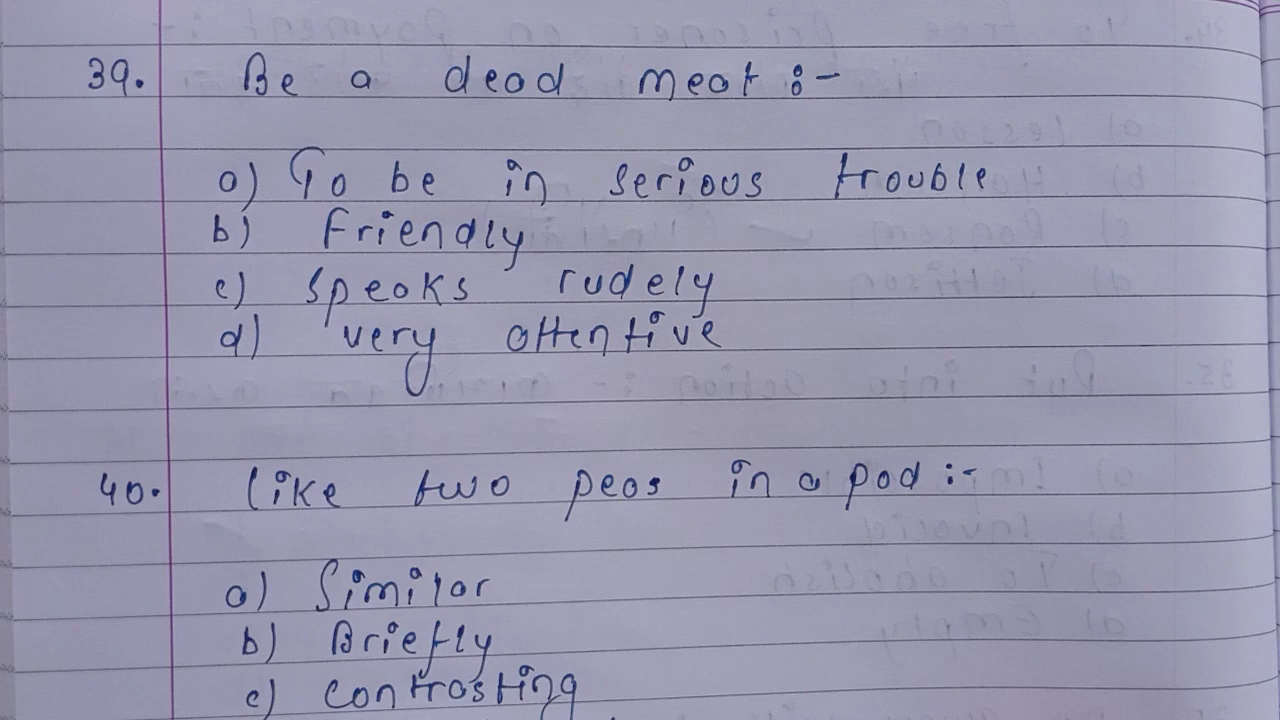 39. Be a dead meat :-
a) To be in serious trouble
b) Friendly
c) Speaks rudely
d) very attentive
40. Like two peas in a pod :-
a) Similar
b) Briefly
c) Contrasting